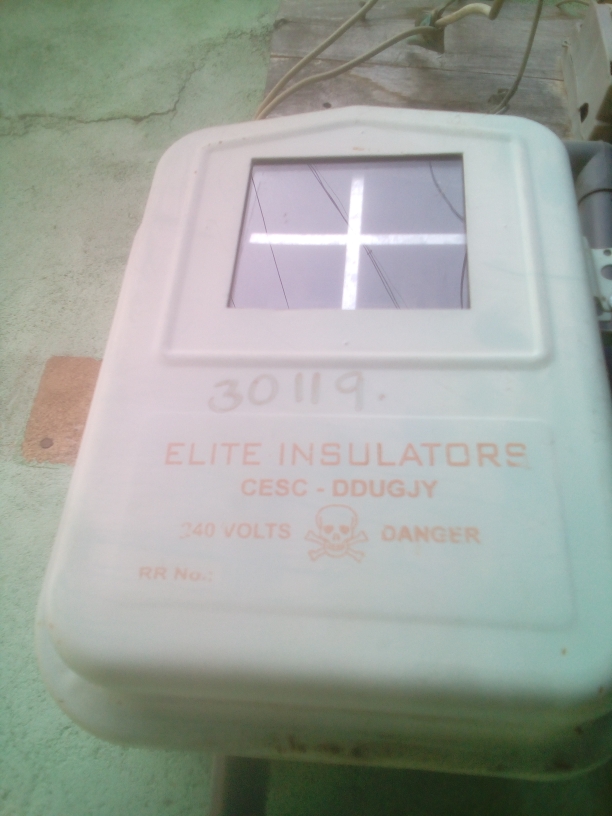 30119.
ELITE INSULATORS
CESC - DDUGJY
240 VOLTS DANGER
RR No.: